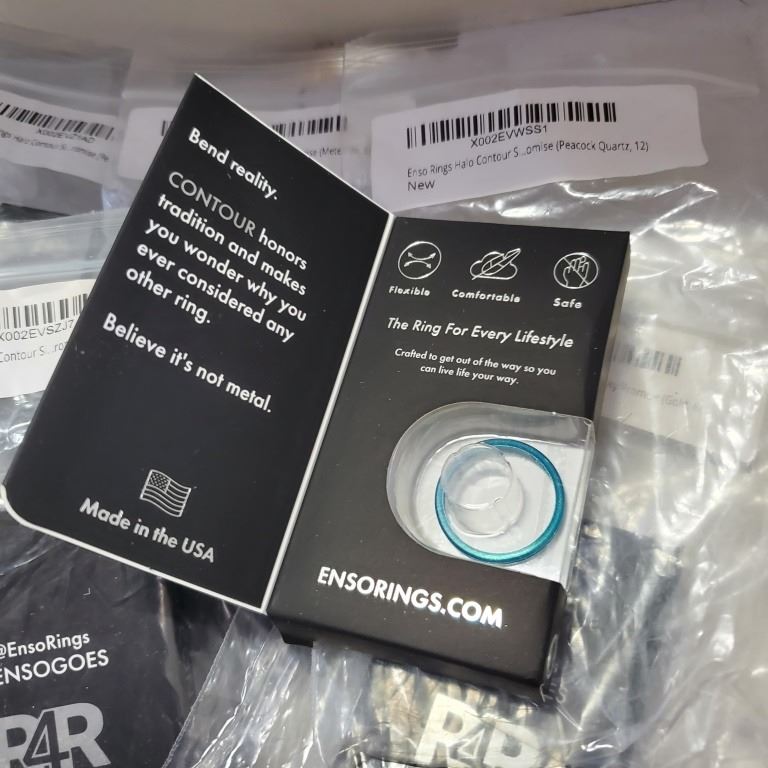 X002EVWSS1
Enso Rings Halo Contour S...omise (Peacock Quartz, 12)
New
X002EVSZJ7
Contour S...
Bend reality.
CONTOUR honors
tradition and makes
you wonder why you
ever considered any
other ring.
Believe it's not metal.
Made in the USA
Flexible
Comfortable
Safe
The Ring For Every Lifestyle
Crafted to get out of the way so you
can live life your way.
ENSORINGS.COM
@EnsoRings
ENSOGOES
R4R